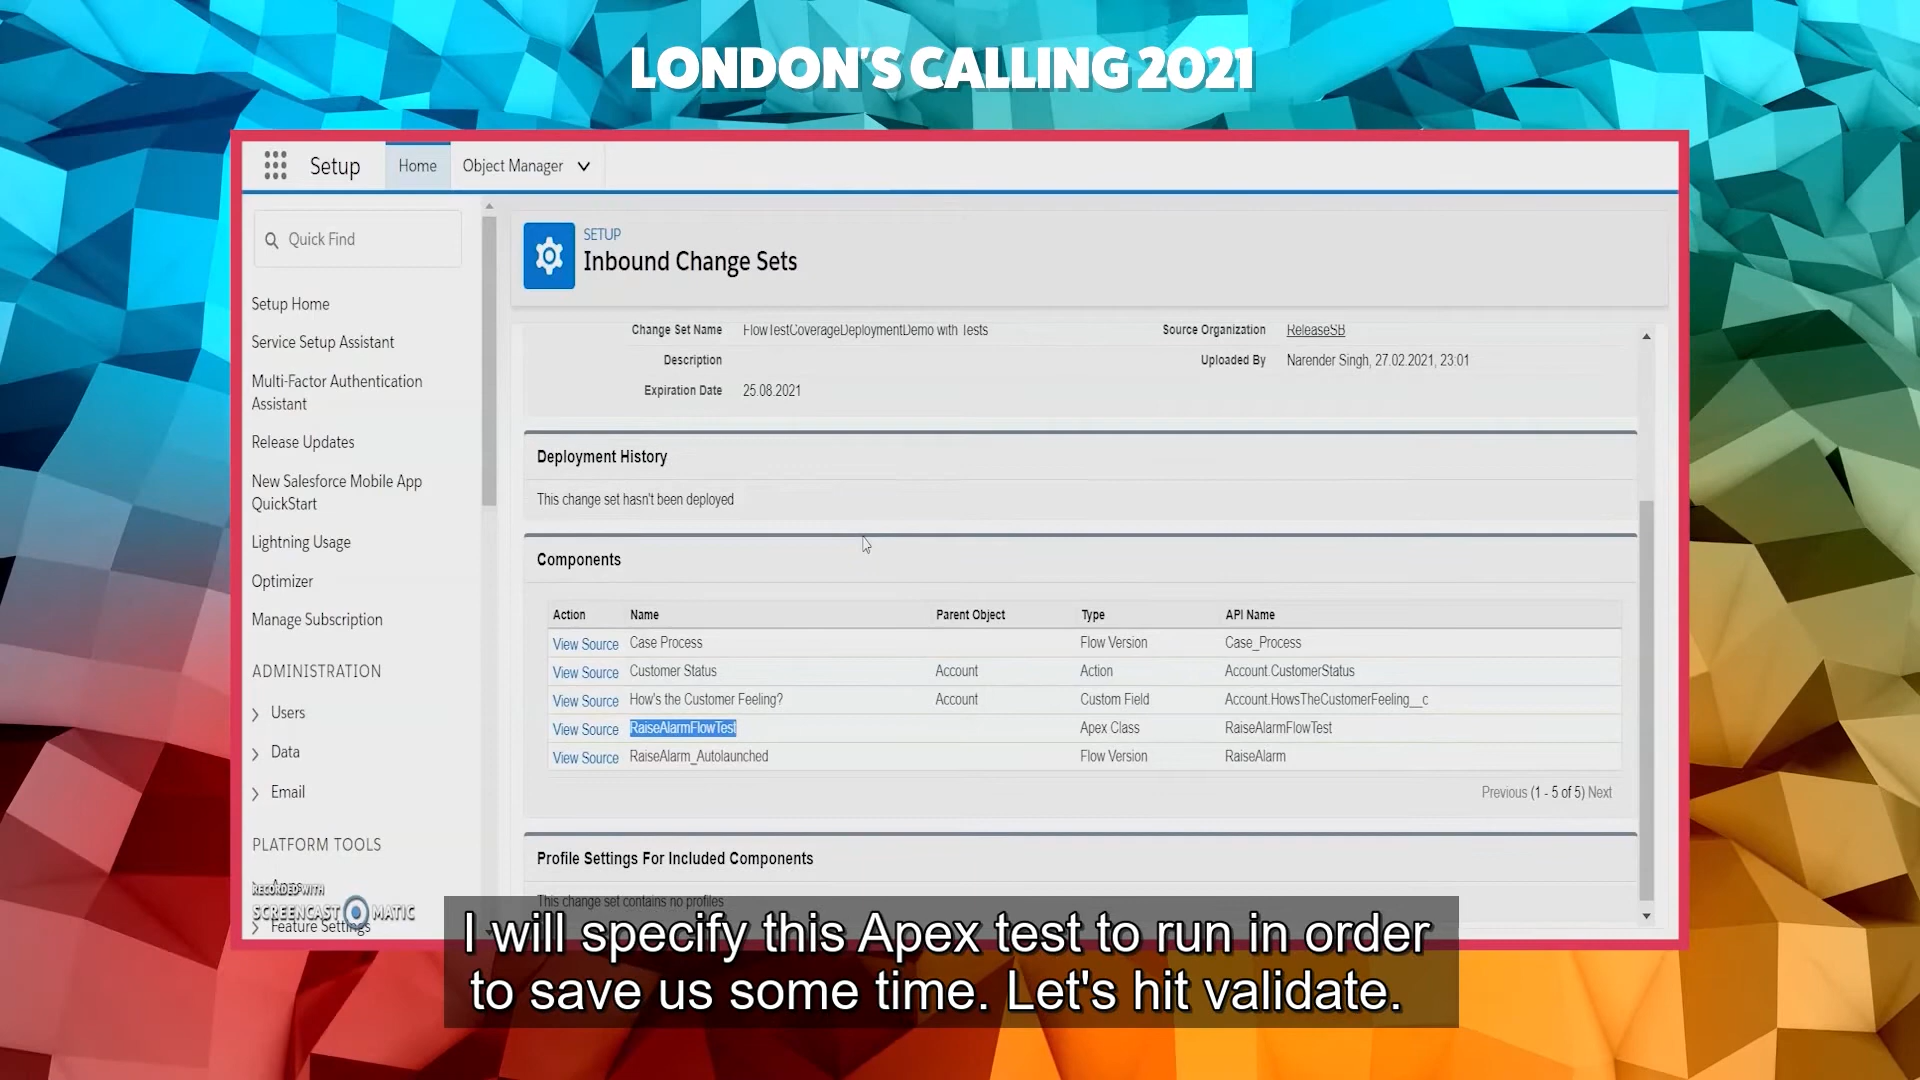 LONDON'S CALLING 2021
Setup
Home
Object Manager
Quick Find
Setup Home
Service Setup Assistant
Multi-Factor Authentication
Assistant
Release Updates
New Salesforce Mobile App
QuickStart
Lightning Usage
Optimizer
Manage Subscription
ADMINISTRATION
Users
Data
Email
PLATFORM TOOLS
Apps
RECORDED WITH
SCREENCAST MATIC
Feature Settings
SETUP
Inbound Change Sets
Change Set Name FlowTestCoverageDeploymentDemo with Tests Source Organization ReleaseSB
Description Uploaded By Narender Singh, 27.02.2021, 23:01
Expiration Date 25.08.2021
Deployment History
This change set hasn't been deployed
Components
Action Name Parent Object Type API Name
View Source Case Process Flow Version Case_Process
View Source Customer Status Account Action Account.CustomerStatus
View Source How's the Customer Feeling? Account Custom Field Account.HowsTheCustomerFeeling__c
View Source RaiseAlarmFlowTest Apex Class RaiseAlarmFlowTest
View Source RaiseAlarm_Autolaunched Flow Version RaiseAlarm
Previous (1 - 5 of 5) Next
Profile Settings For Included Components
This change set contains no profiles
I will specify this Apex test to run in order
to save us some time. Let's hit validate.